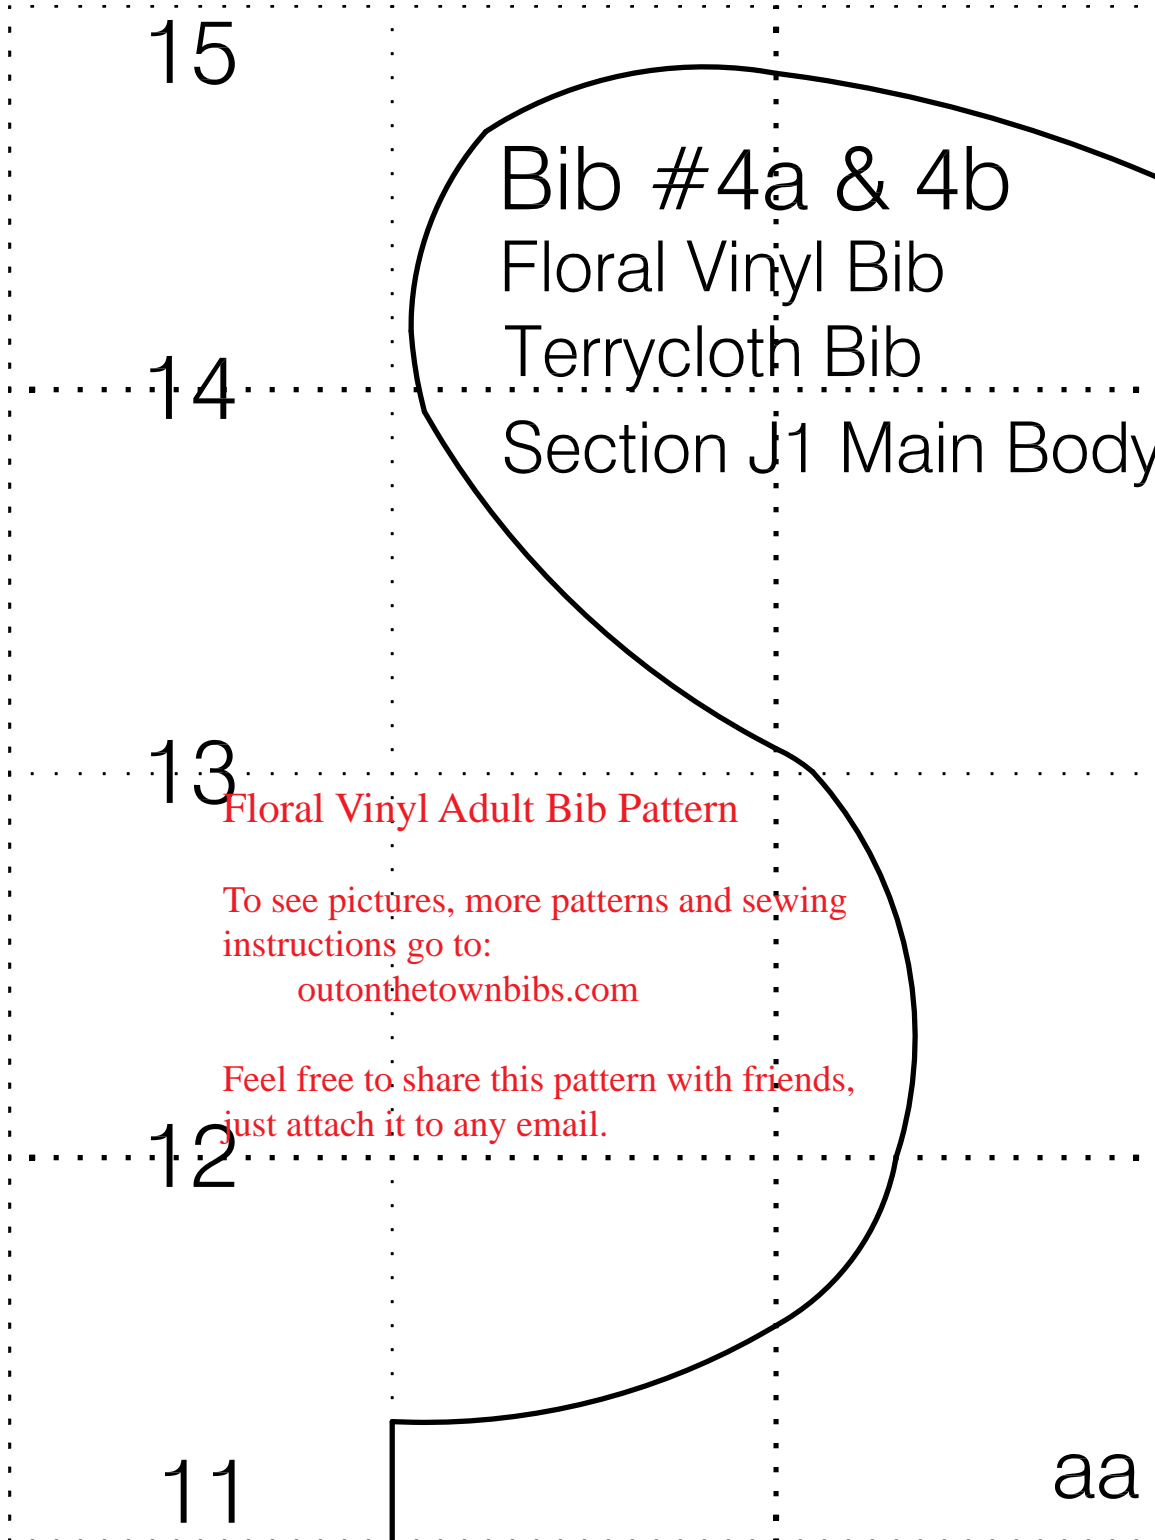 15
Bib #4a & 4b
Floral Vinyl Bib
Terrycloth Bib
14
Section J1 Main Body
13
Floral Vinyl Adult Bib Pattern
To see pictures, more patterns and sewing
instructions go to:
outonthetownbibs.com
Feel free to share this pattern with friends,
just attach it to any email.
12
11
aa